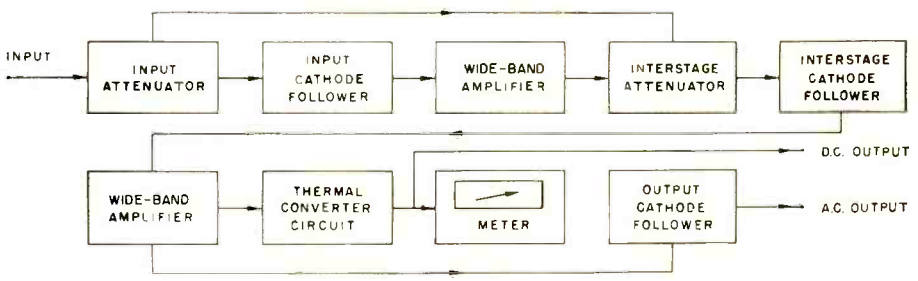 INPUT
INPUT
ATTENUATOR
INPUT
CATHODE
FOLLOWER
WIDE-BAND
AMPLIFIER
INTERSTAGE
ATTENUATOR
INTERSTAGE
CATHODE
FOLLOWER
D.C. OUTPUT
WIDE-BAND
AMPLIFIER
THERMAL
CONVERTER
CIRCUIT
METER
OUTPUT
CATHODE
FOLLOWER
A.C. OUTPUT